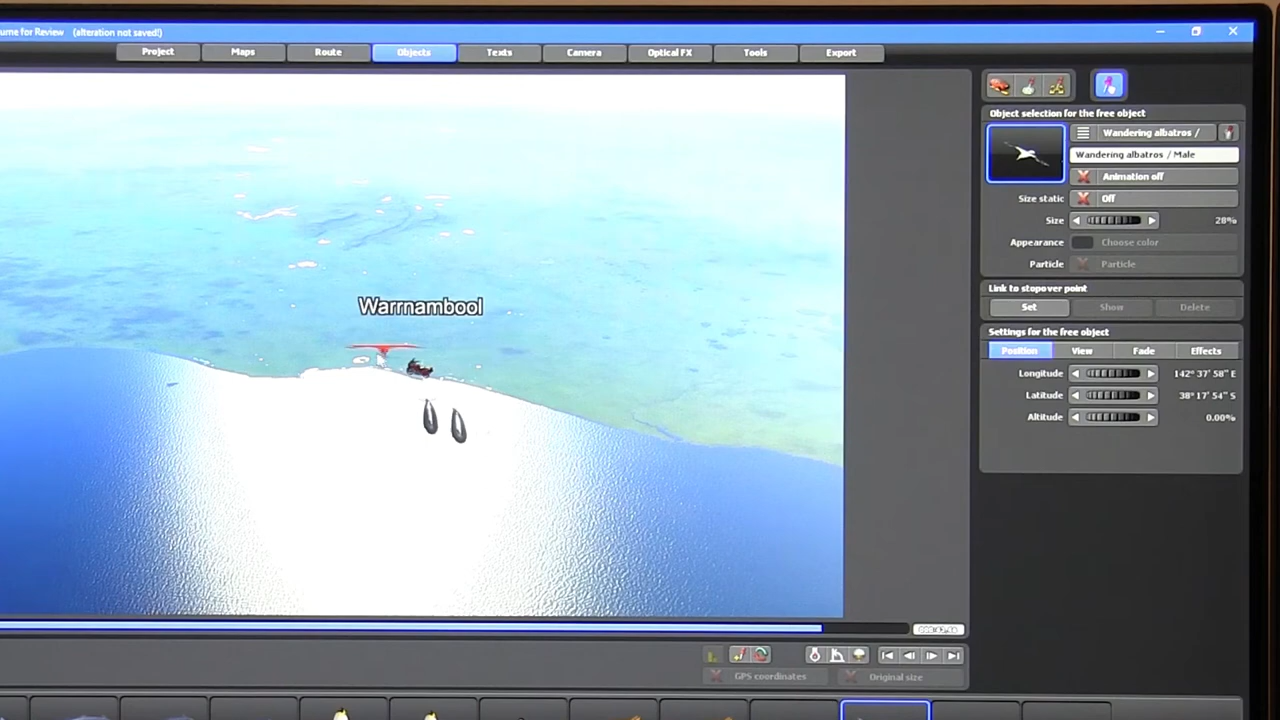 ume for Review (alteration not saved!)
Project Maps Route Objects Texts Camera Optical FX Tools Export
Object selection for the free object
Wandering albatros /
Wandering albatros / Male
Animation off
Size static Off
Size 28%
Appearance Choose color
Particle Particle
Link to stopover point
Set Show Delete
Warrnambool
Settings for the free object
Position View Fade Effects
Longitude 142° 37' 58" E
Latitude 38° 17' 54" S
Altitude 0.00%
GPS coordinates Original size